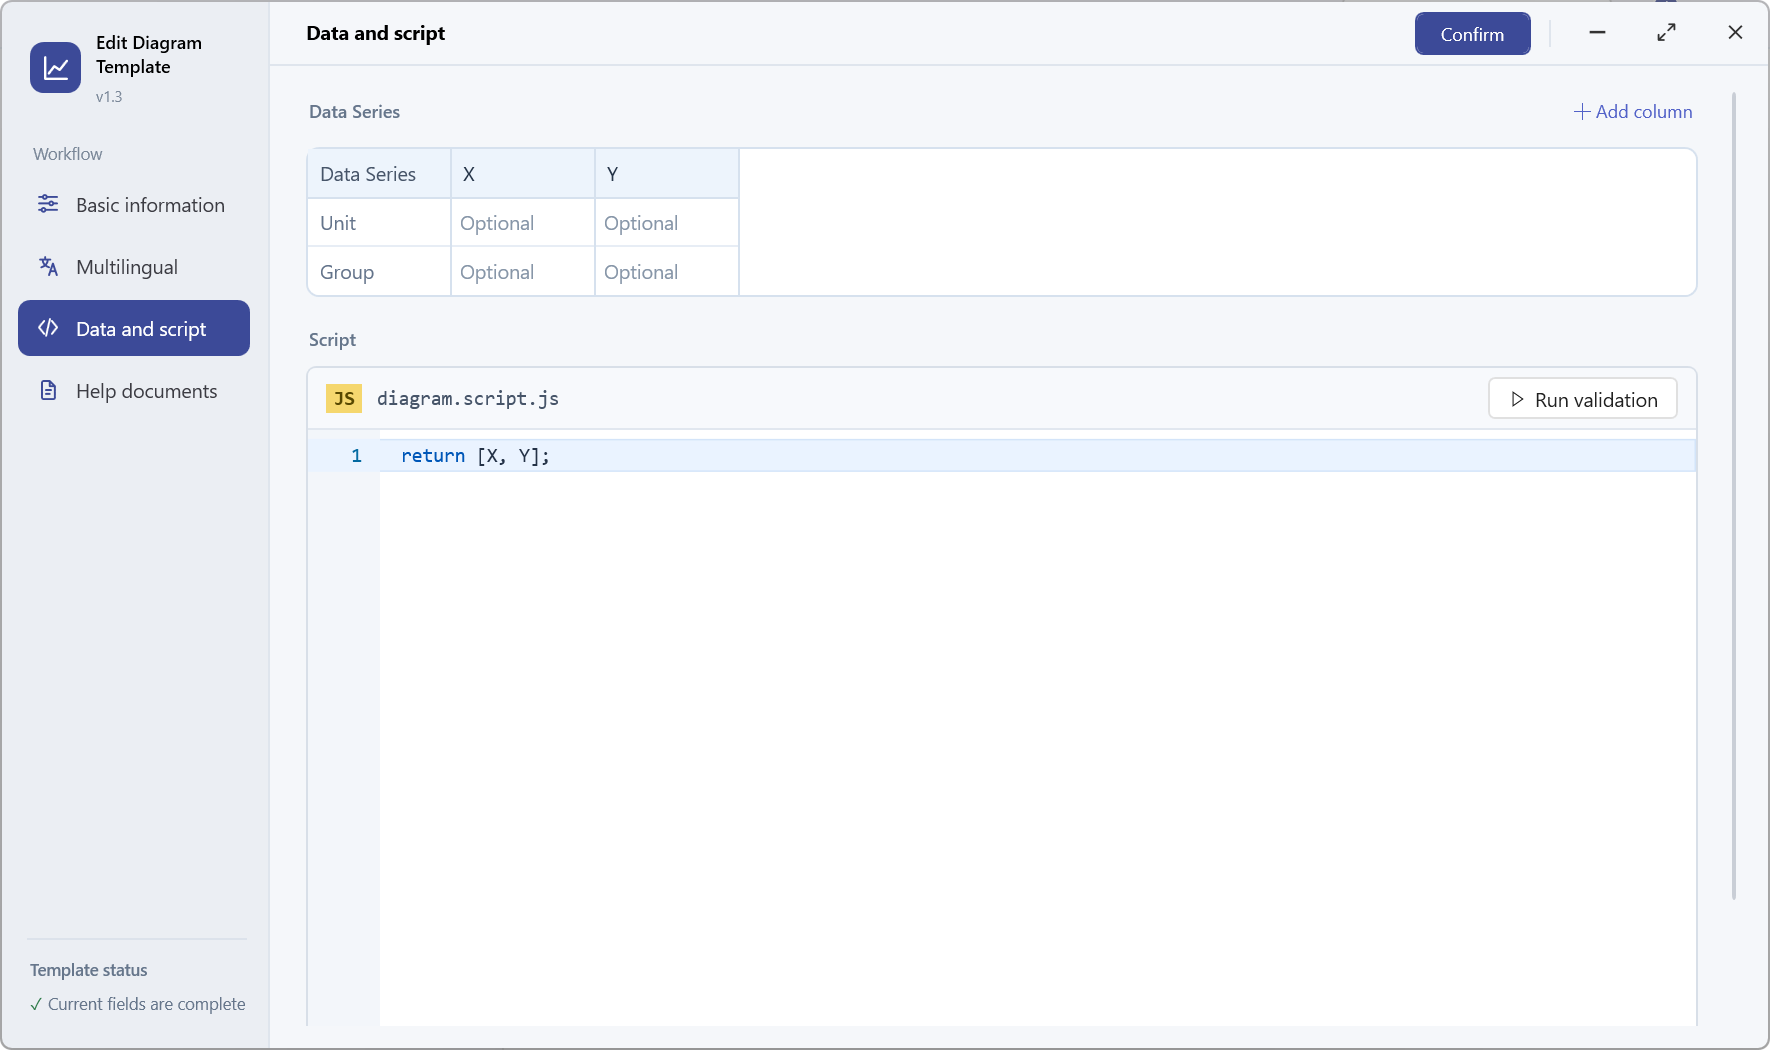 Edit Diagram
Template
v1.3
Workflow
Basic information
Multilingual
Data and script
Help documents
Template status
✓ Current fields are complete
Data and script
Confirm
Data Series
+ Add column
Data Series X Y
Unit Optional Optional
Group Optional Optional
Script
JS diagram.script.js
Run validation
1 return [X, Y];